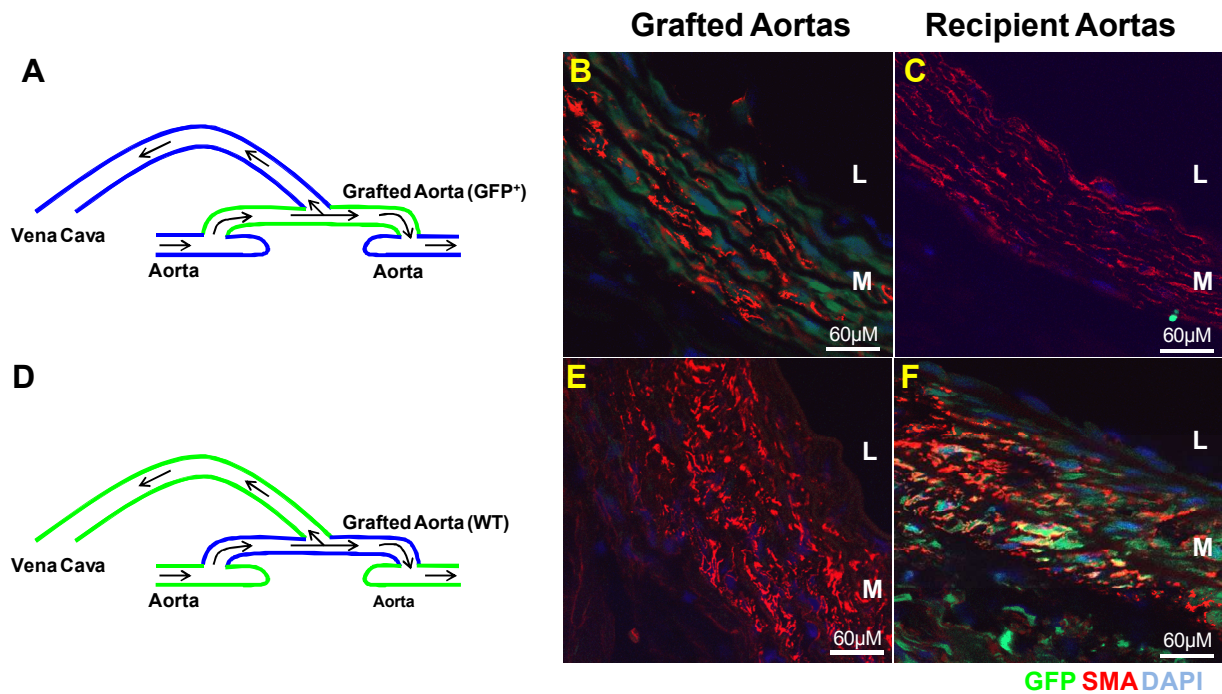 Grafted Aortas
Recipient Aortas
A
Grafted Aorta (GFP⁺)
Vena Cava
Aorta
Aorta
B
L
M
60µM
C
L
M
60µM
D
Grafted Aorta (WT)
Vena Cava
Aorta
Aorta
E
L
M
60µM
F
L
M
60µM
GFP SMA DAPI